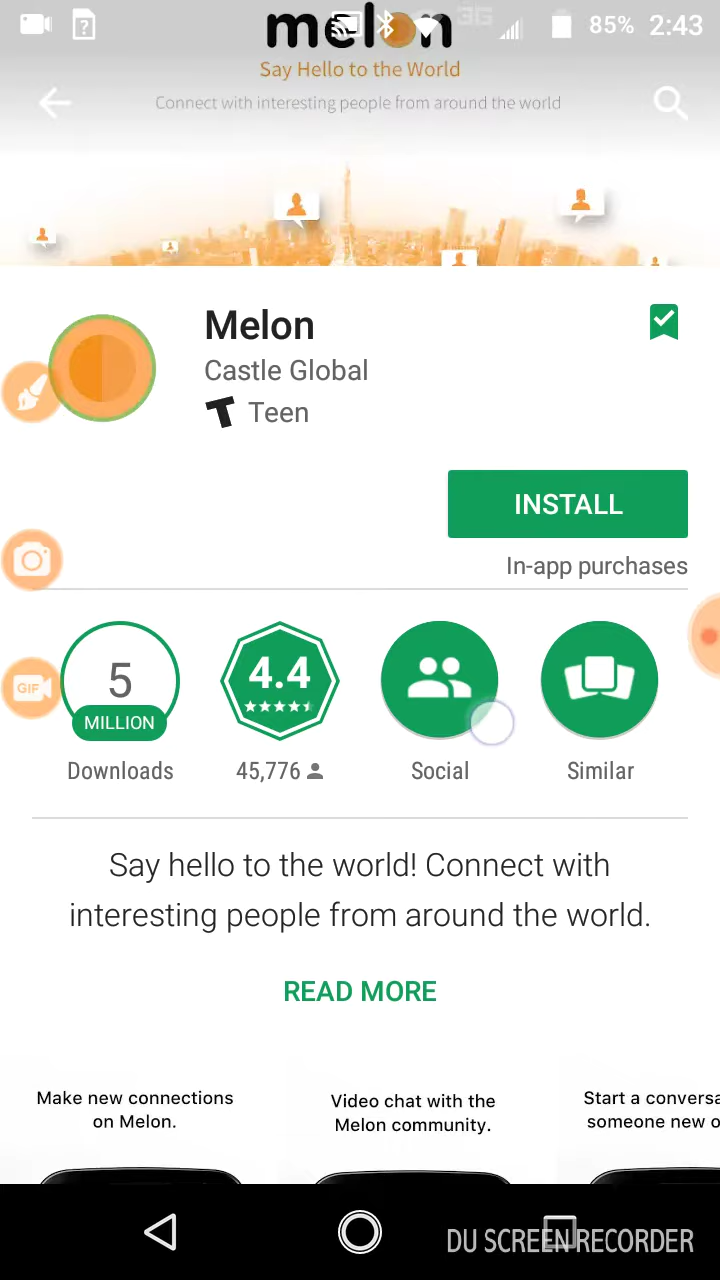 3G 85% 2:43
melon
Say Hello to the World
Connect with interesting people from around the world
Melon
Castle Global
T Teen
INSTALL
In-app purchases
GIF
5
MILLION
4.4
Downloads
45,776
Social
Similar
Say hello to the world! Connect with
interesting people from around the world.
READ MORE
Make new connections
on Melon.
Video chat with the
Melon community.
Start a conversa
someone new o
DU SCREEN RECORDER